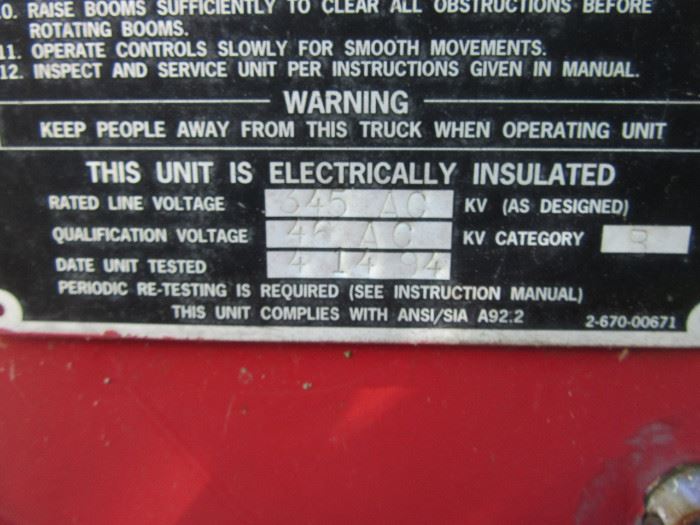 10. RAISE BOOMS SUFFICIENTLY TO CLEAR ALL OBSTRUCTIONS BEFORE
ROTATING BOOMS.
11. OPERATE CONTROLS SLOWLY FOR SMOOTH MOVEMENTS.
12. INSPECT AND SERVICE UNIT PER INSTRUCTIONS GIVEN IN MANUAL.
WARNING
KEEP PEOPLE AWAY FROM THIS TRUCK WHEN OPERATING UNIT
THIS UNIT IS ELECTRICALLY INSULATED
RATED LINE VOLTAGE 345 AC KV (AS DESIGNED)
QUALIFICATION VOLTAGE 46 AC KV CATEGORY B
DATE UNIT TESTED 4 14 94
PERIODIC RE-TESTING IS REQUIRED (SEE INSTRUCTION MANUAL)
THIS UNIT COMPLIES WITH ANSI/SIA A92.2 2-670-00671